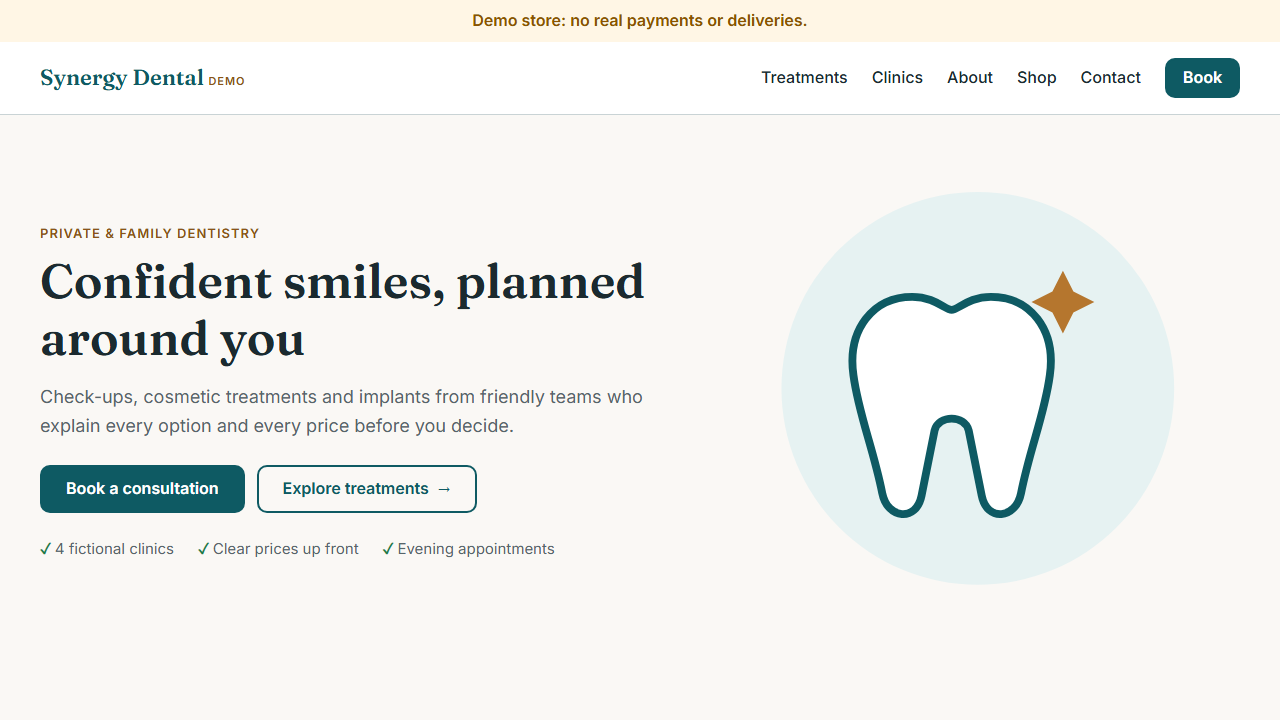 Demo store: no real payments or deliveries.
Synergy Dental DEMO
Treatments Clinics About Shop Contact Book
PRIVATE & FAMILY DENTISTRY
Confident smiles, planned
around you
Check-ups, cosmetic treatments and implants from friendly teams who
explain every option and every price before you decide.
Book a consultation Explore treatments →
✓ 4 fictional clinics ✓ Clear prices up front ✓ Evening appointments